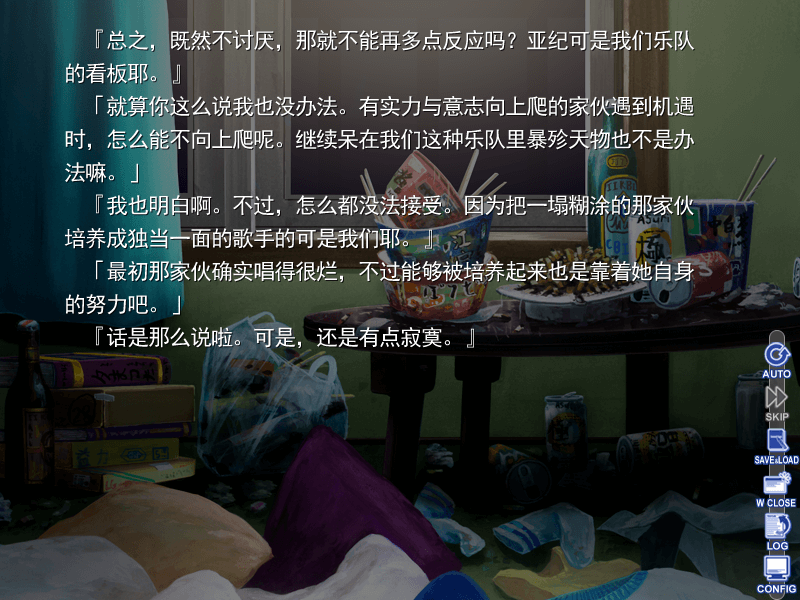 『总之，既然不讨厌，那就不能再多点反应吗？亚纪可是我们乐队
的看板耶。』
「就算你这么说我也没办法。有实力与意志向上爬的家伙遇到机遇
时，怎么能不向上爬呢。继续呆在我们这种乐队里暴殄天物也不是办
法嘛。」
『我也明白啊。不过，怎么都没法接受。因为把一塌糊涂的那家伙
培养成独当一面的歌手的可是我们耶。』
「最初那家伙确实唱得很烂，不过能够被培养起来也是靠着她自身
的努力吧。」
『话是那么说啦。可是，还是有点寂寞。』
AUTO
SKIP
SAVE&LOAD
W CLOSE
LOG
CONFIG